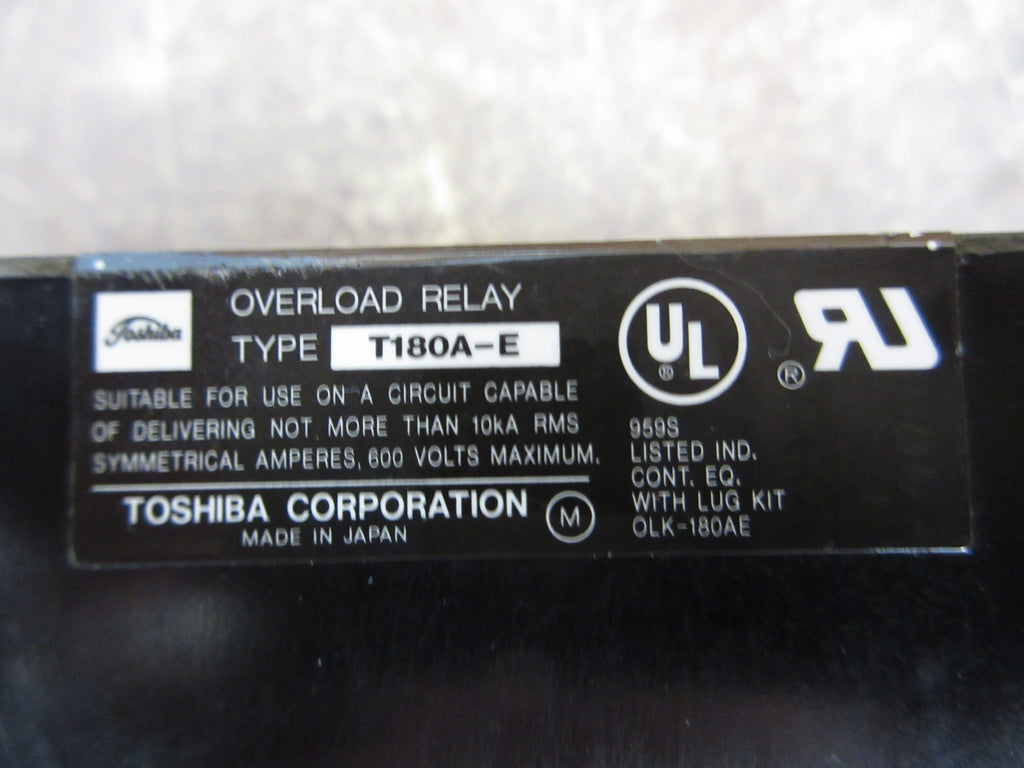 Toshiba
OVERLOAD RELAY
TYPE T180A-E
SUITABLE FOR USE ON A CIRCUIT CAPABLE
OF DELIVERING NOT MORE THAN 10kA RMS
SYMMETRICAL AMPERES, 600 VOLTS MAXIMUM.
TOSHIBA CORPORATION
MADE IN JAPAN
M
UL
®
RU
®
959S
LISTED IND.
CONT. EQ.
WITH LUG KIT
OLK-180AE